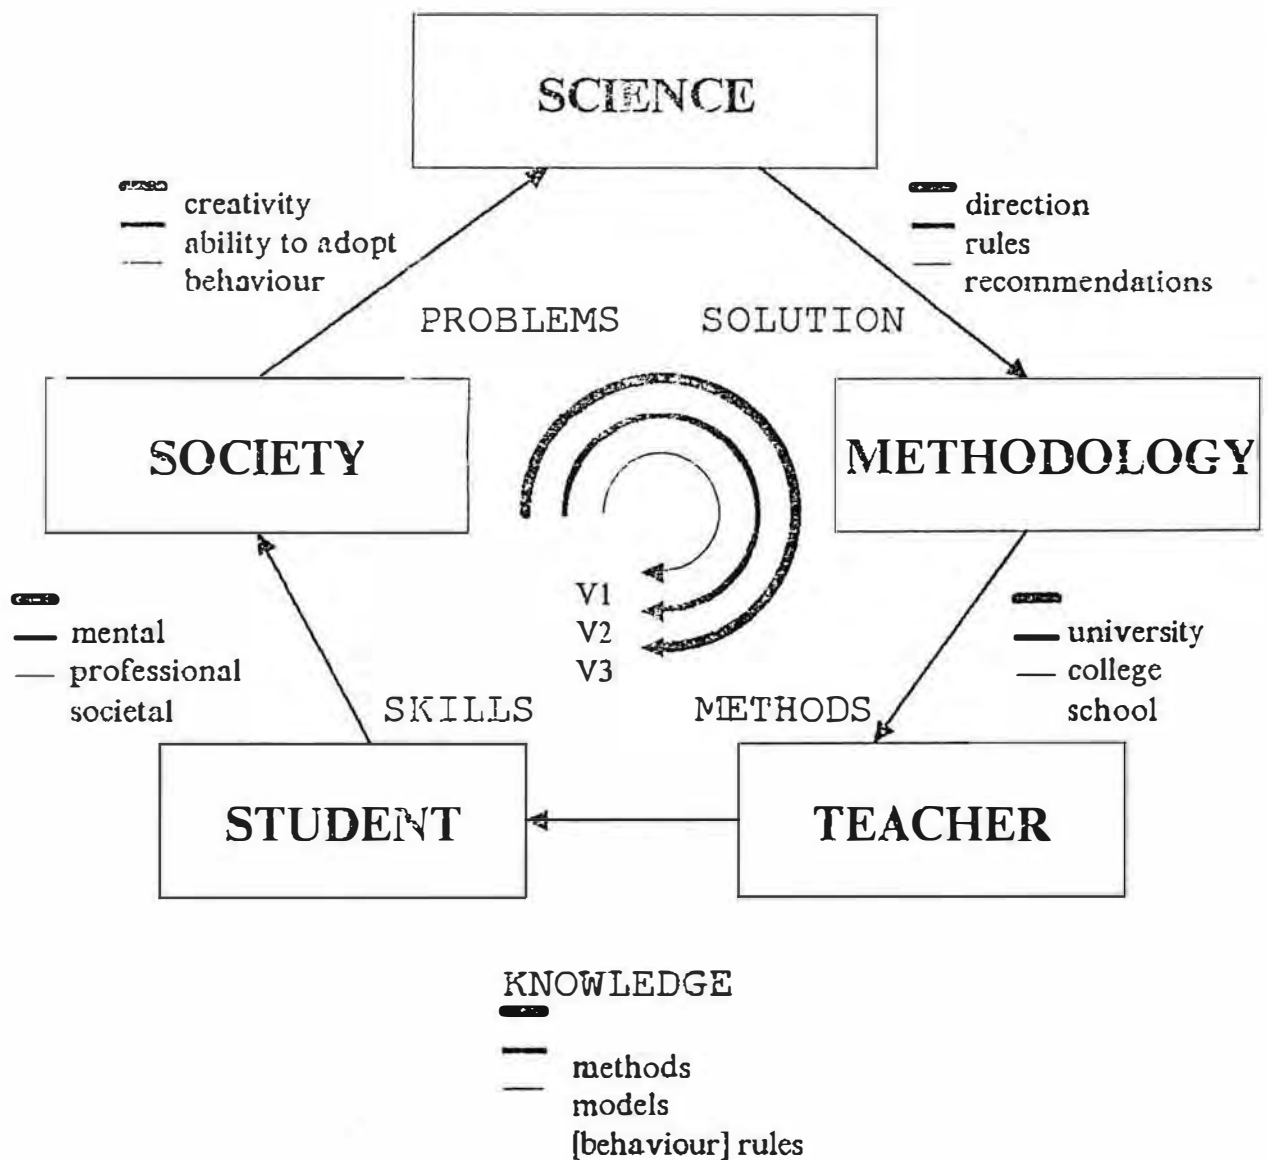 SCIENCE
creativity
ability to adopt
behaviour
direction
rules
recommendations
PROBLEMS
SOLUTION
SOCIETY
METHODOLOGY
V1
V2
V3
mental
professional
societal
university
college
school
SKILLS
METHODS
STUDENT
TEACHER
KNOWLEDGE
methods
models
[behaviour] rules